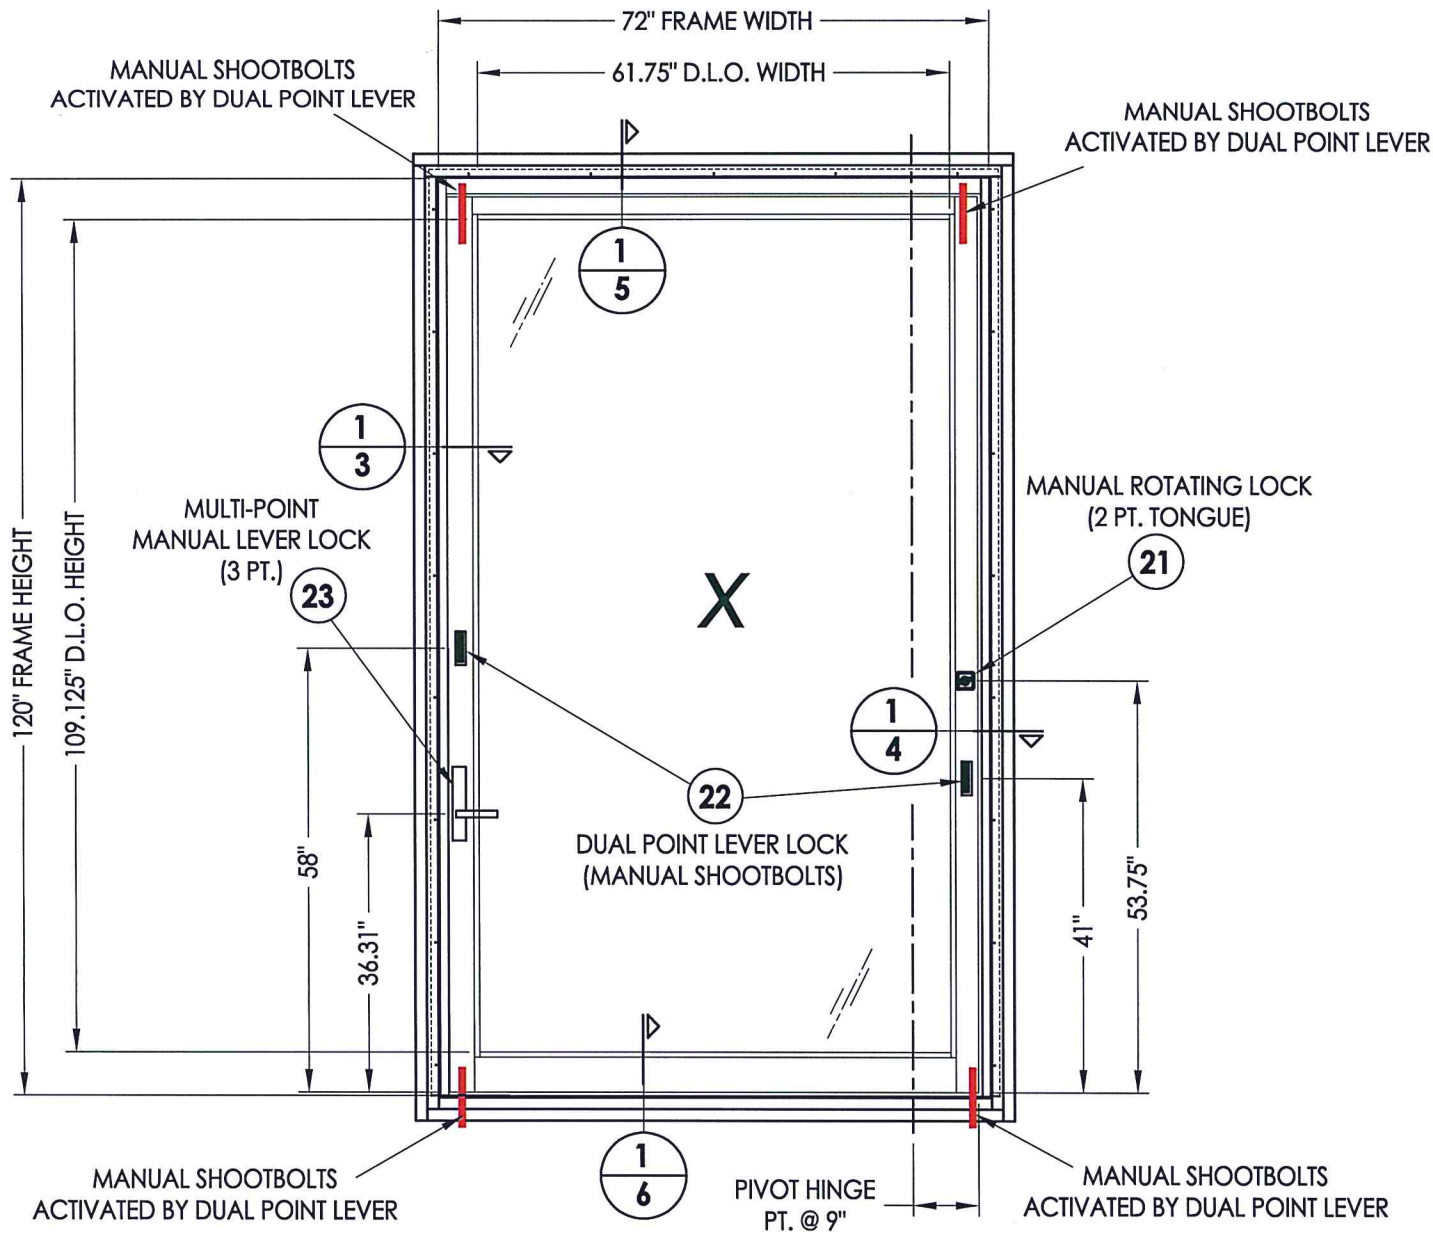 72" FRAME WIDTH
61.75" D.L.O. WIDTH
MANUAL SHOOTBOLTS
ACTIVATED BY DUAL POINT LEVER
MANUAL SHOOTBOLTS
ACTIVATED BY DUAL POINT LEVER
1
5
1
3
120" FRAME HEIGHT
109.125" D.L.O. HEIGHT
MULTI-POINT
MANUAL LEVER LOCK
(3 PT.)
23
MANUAL ROTATING LOCK
(2 PT. TONGUE)
21
X
1
4
22
DUAL POINT LEVER LOCK
(MANUAL SHOOTBOLTS)
58"
36.31"
41"
53.75"
1
6
MANUAL SHOOTBOLTS
ACTIVATED BY DUAL POINT LEVER
PIVOT HINGE
PT. @ 9"
MANUAL SHOOTBOLTS
ACTIVATED BY DUAL POINT LEVER